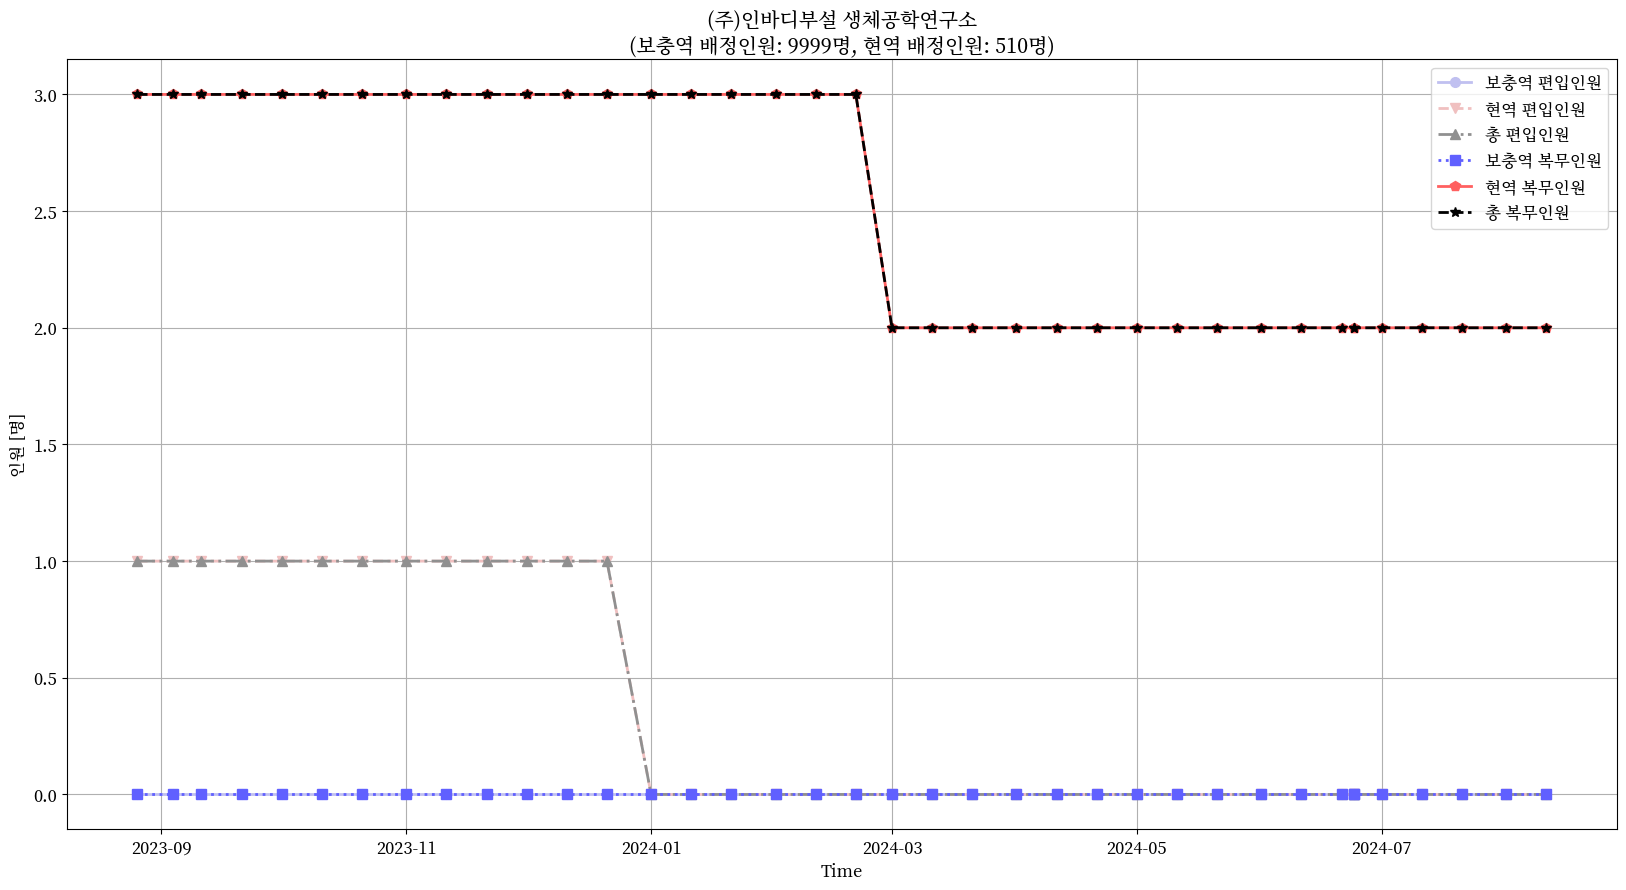 (주)인바디부설 생체공학연구소
(보충역 배정인원: 9999명, 현역 배정인원: 510명)
보충역 편입인원
현역 편입인원
총 편입인원
보충역 복무인원
현역 복무인원
총 복무인원
인원 [명]
3.0
2.5
2.0
1.5
1.0
0.5
0.0
2023-09
2023-11
2024-01
2024-03
2024-05
2024-07
Time